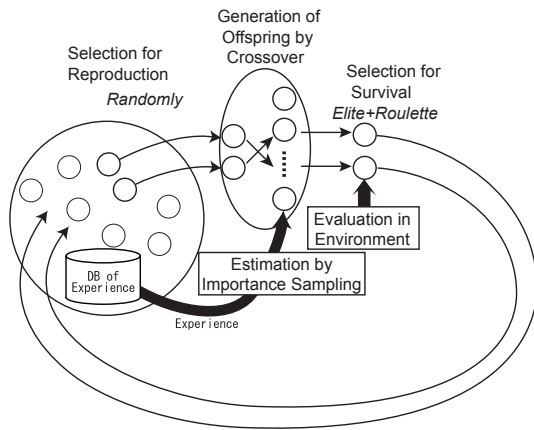 Generation of
Offspring by
Crossover
Selection for
Reproduction
Randomly
Selection for
Survival
Elite+Roulette
Evaluation in
Environment
Estimation by
Importance Sampling
DB of
Experience
Experience